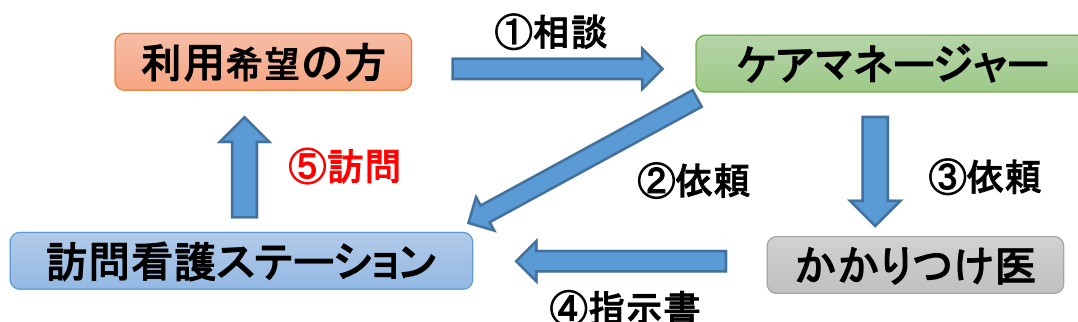 ①相談
利用希望の方
ケアマネージャー
⑤訪問
②依頼
③依頼
訪問看護ステーション
かかりつけ医
④指示書